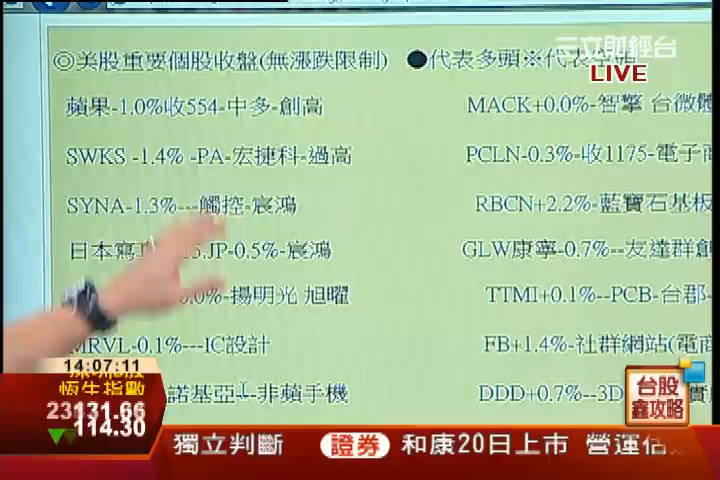 ◎美股重要個股收盤(無漲跌限制) ●代表多頭※代表空頭
三立財經台
LIVE
蘋果-1.0%收554-中多-創高
MACK+0.0%-智擎 台微體
SWKS -1.4% -PA-宏捷科-過高
PCLN-0.3%-收1175-電子商
SYNA-1.3%---觸控-宸鴻
RBCN+2.2%-藍寶石基板
日本寫真 5.JP-0.5%-宸鴻
GLW康寧-0.7%--友達群創
0.0%-揚明光 旭曜
TTMI+0.1%--PCB-台郡-
MRVL-0.1%---IC設計
FB+1.4%-社群網站(電商
諾基亞---非蘋手機
DDD+0.7%--3D
14:07:11
恆生指數
23131.66
▼114.30
台股
鑫攻略
獨立判斷 證券 和康20日上市 營運估